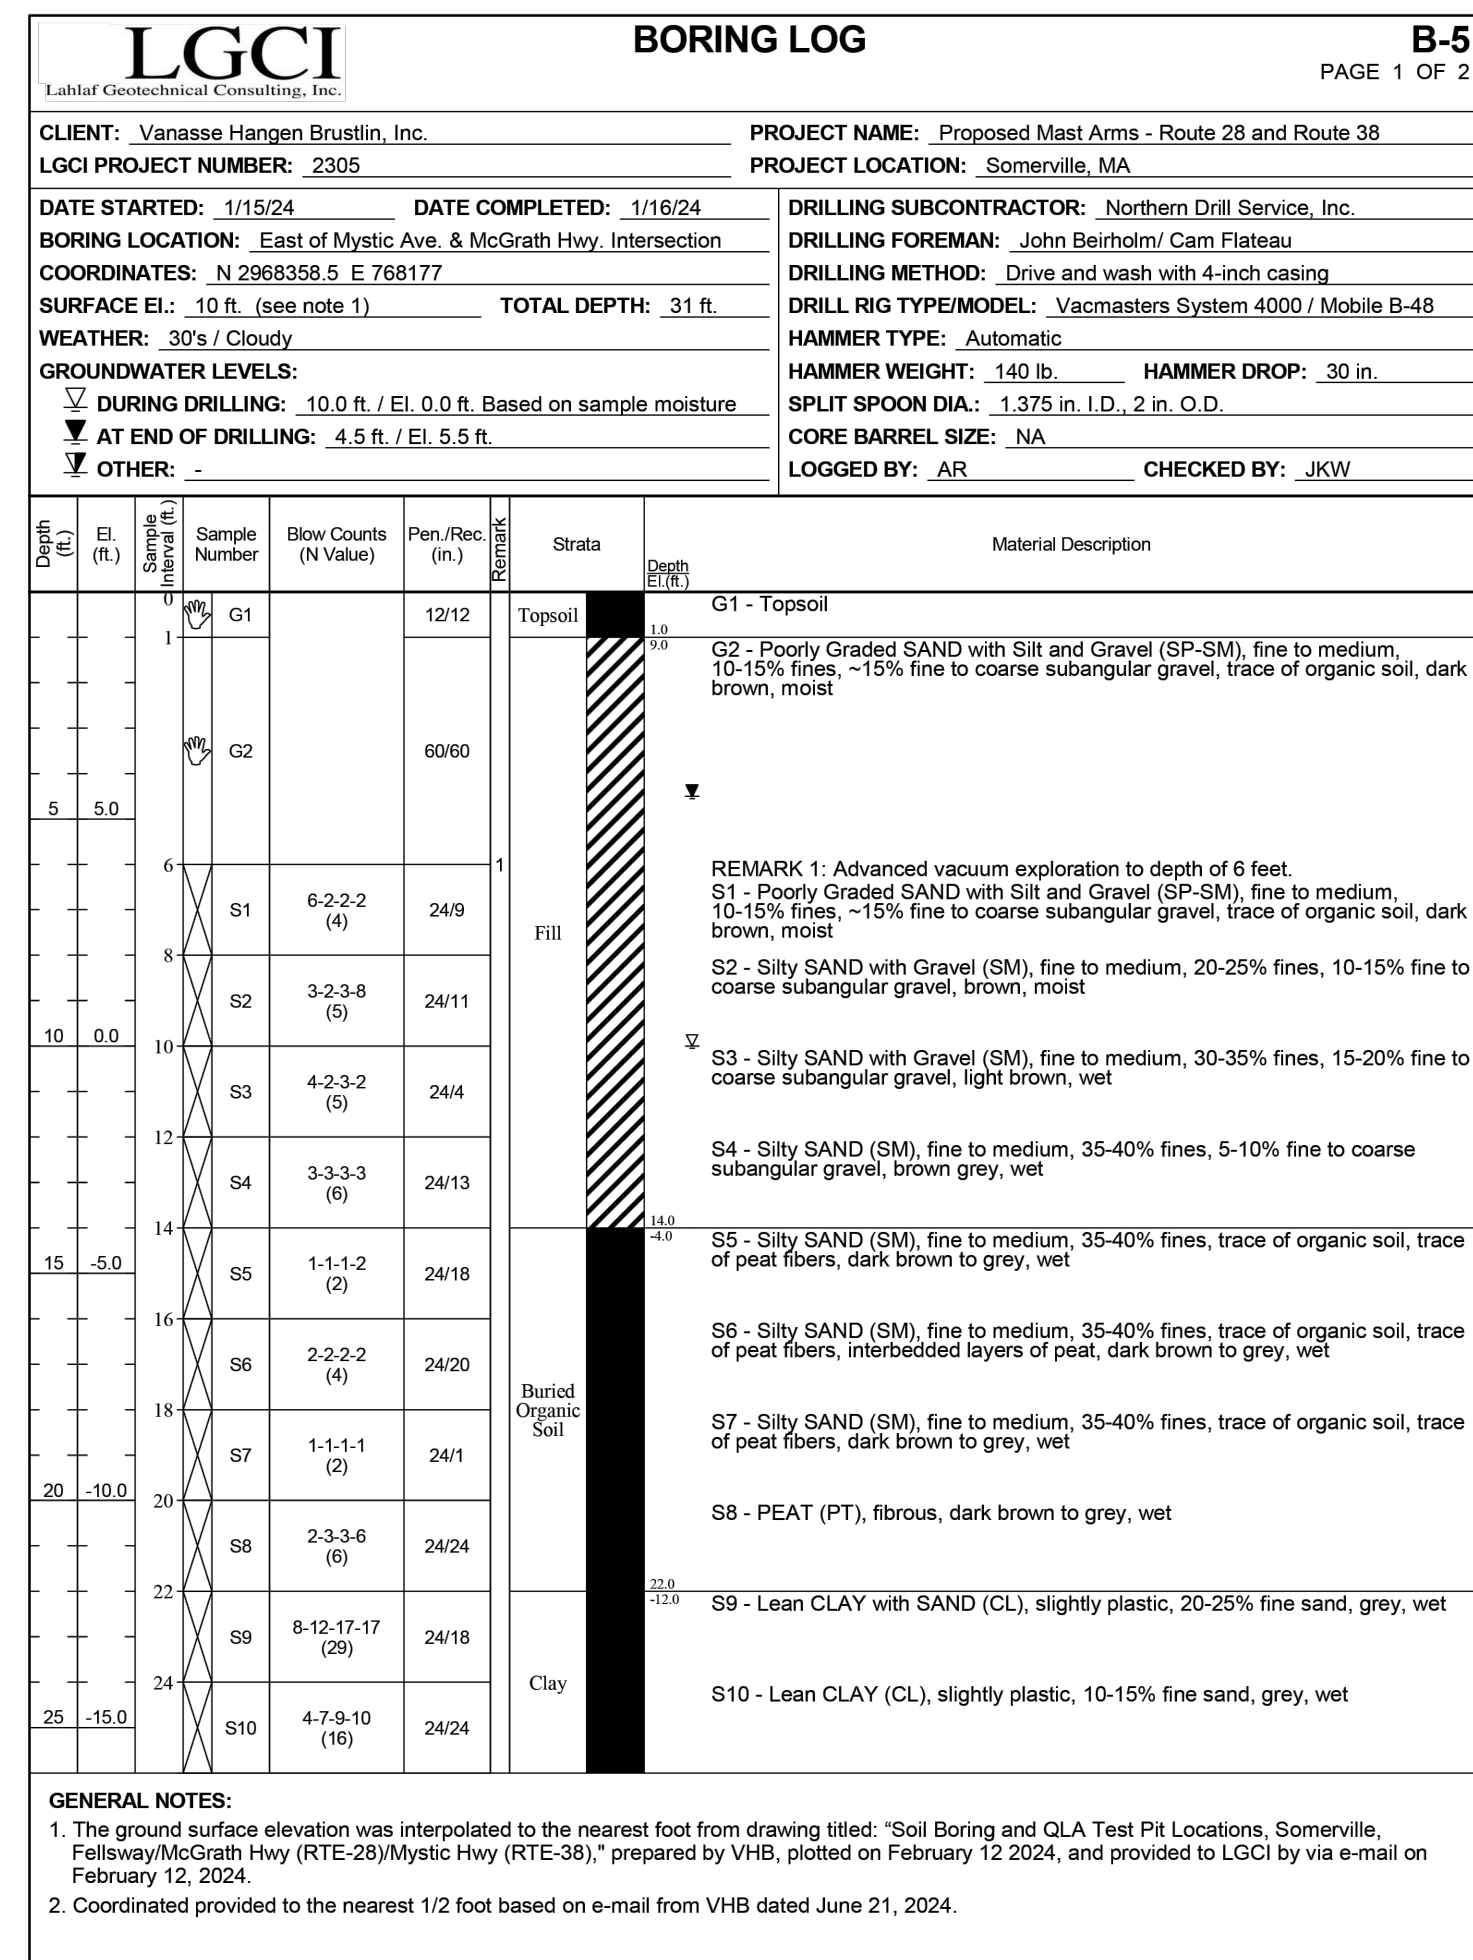 LGCI
Lahlaf Geotechnical Consulting, Inc.
BORING LOG
B-5
PAGE 1 OF 2
CLIENT: Vanasse Hangen Brustlin, Inc.
PROJECT NAME: Proposed Mast Arms - Route 28 and Route 38
LGCI PROJECT NUMBER: 2305
PROJECT LOCATION: Somerville, MA
DATE STARTED: 1/15/24 DATE COMPLETED: 1/16/24
BORING LOCATION: East of Mystic Ave. & McGrath Hwy. Intersection
COORDINATES: N 2968358.5 E 768177
SURFACE El.: 10 ft. (see note 1) TOTAL DEPTH: 31 ft.
WEATHER: 30's / Cloudy
GROUNDWATER LEVELS:
DURING DRILLING: 10.0 ft. / El. 0.0 ft. Based on sample moisture
AT END OF DRILLING: 4.5 ft. / El. 5.5 ft.
OTHER: -
DRILLING SUBCONTRACTOR: Northern Drill Service, Inc.
DRILLING FOREMAN: John Beirholm/ Cam Flateau
DRILLING METHOD: Drive and wash with 4-inch casing
DRILL RIG TYPE/MODEL: Vacmasters System 4000 / Mobile B-48
HAMMER TYPE: Automatic
HAMMER WEIGHT: 140 lb. HAMMER DROP: 30 in.
SPLIT SPOON DIA.: 1.375 in. I.D., 2 in. O.D.
CORE BARREL SIZE: NA
LOGGED BY: AR CHECKED BY: JKW
Depth
(ft.)
El.
(ft.)
Sample
Interval (ft.)
Sample
Number
Blow Counts
(N Value)
Pen./Rec.
(in.)
Remark
Strata
Depth
El.(ft.)
Material Description
0
G1
12/12
Topsoil
G1 - Topsoil
1
1.0
9.0
G2 - Poorly Graded SAND with Silt and Gravel (SP-SM), fine to medium,
10-15% fines, ~15% fine to coarse subangular gravel, trace of organic soil, dark
brown, moist
G2
60/60
5 5.0
6
1
REMARK 1: Advanced vacuum exploration to depth of 6 feet.
S1
6-2-2-2
(4)
24/9
S1 - Poorly Graded SAND with Silt and Gravel (SP-SM), fine to medium,
10-15% fines, ~15% fine to coarse subangular gravel, trace of organic soil, dark
brown, moist
Fill
8
S2
3-2-3-8
(5)
24/11
S2 - Silty SAND with Gravel (SM), fine to medium, 20-25% fines, 10-15% fine to
coarse subangular gravel, brown, moist
10 0.0
10
S3
4-2-3-2
(5)
24/4
S3 - Silty SAND with Gravel (SM), fine to medium, 30-35% fines, 15-20% fine to
coarse subangular gravel, light brown, wet
12
S4
3-3-3-3
(6)
24/13
S4 - Silty SAND (SM), fine to medium, 35-40% fines, 5-10% fine to coarse
subangular gravel, brown grey, wet
14
14.0
-4.0
15 -5.0
S5
1-1-1-2
(2)
24/18
S5 - Silty SAND (SM), fine to medium, 35-40% fines, trace of organic soil, trace
of peat fibers, dark brown to grey, wet
16
S6
2-2-2-2
(4)
24/20
S6 - Silty SAND (SM), fine to medium, 35-40% fines, trace of organic soil, trace
of peat fibers, interbedded layers of peat, dark brown to grey, wet
Buried
Organic
Soil
18
S7
1-1-1-1
(2)
24/1
S7 - Silty SAND (SM), fine to medium, 35-40% fines, trace of organic soil, trace
of peat fibers, dark brown to grey, wet
20 -10.0
20
S8
2-3-3-6
(6)
24/24
S8 - PEAT (PT), fibrous, dark brown to grey, wet
22
22.0
-12.0
S9
8-12-17-17
(29)
24/18
S9 - Lean CLAY with SAND (CL), slightly plastic, 20-25% fine sand, grey, wet
24
Clay
25 -15.0
S10
4-7-9-10
(16)
24/24
S10 - Lean CLAY (CL), slightly plastic, 10-15% fine sand, grey, wet
GENERAL NOTES:
1. The ground surface elevation was interpolated to the nearest foot from drawing titled: “Soil Boring and QLA Test Pit Locations, Somerville,
Fellsway/McGrath Hwy (RTE-28)/Mystic Hwy (RTE-38)," prepared by VHB, plotted on February 12 2024, and provided to LGCI by via e-mail on
February 12, 2024.
2. Coordinated provided to the nearest 1/2 foot based on e-mail from VHB dated June 21, 2024.